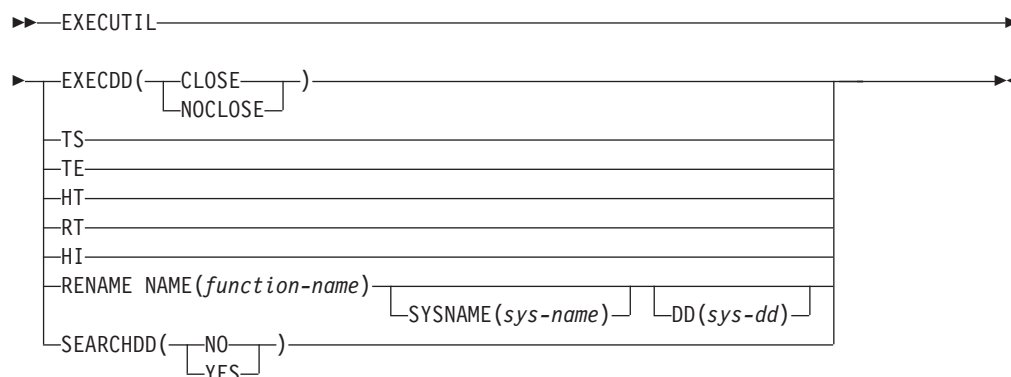 EXECUTIL
EXECDD( CLOSE )
NOCLOSE
TS
TE
HT
RT
HI
RENAME NAME(function-name)
SYSNAME(sys-name) DD(sys-dd)
SEARCHDD( NO )
YES